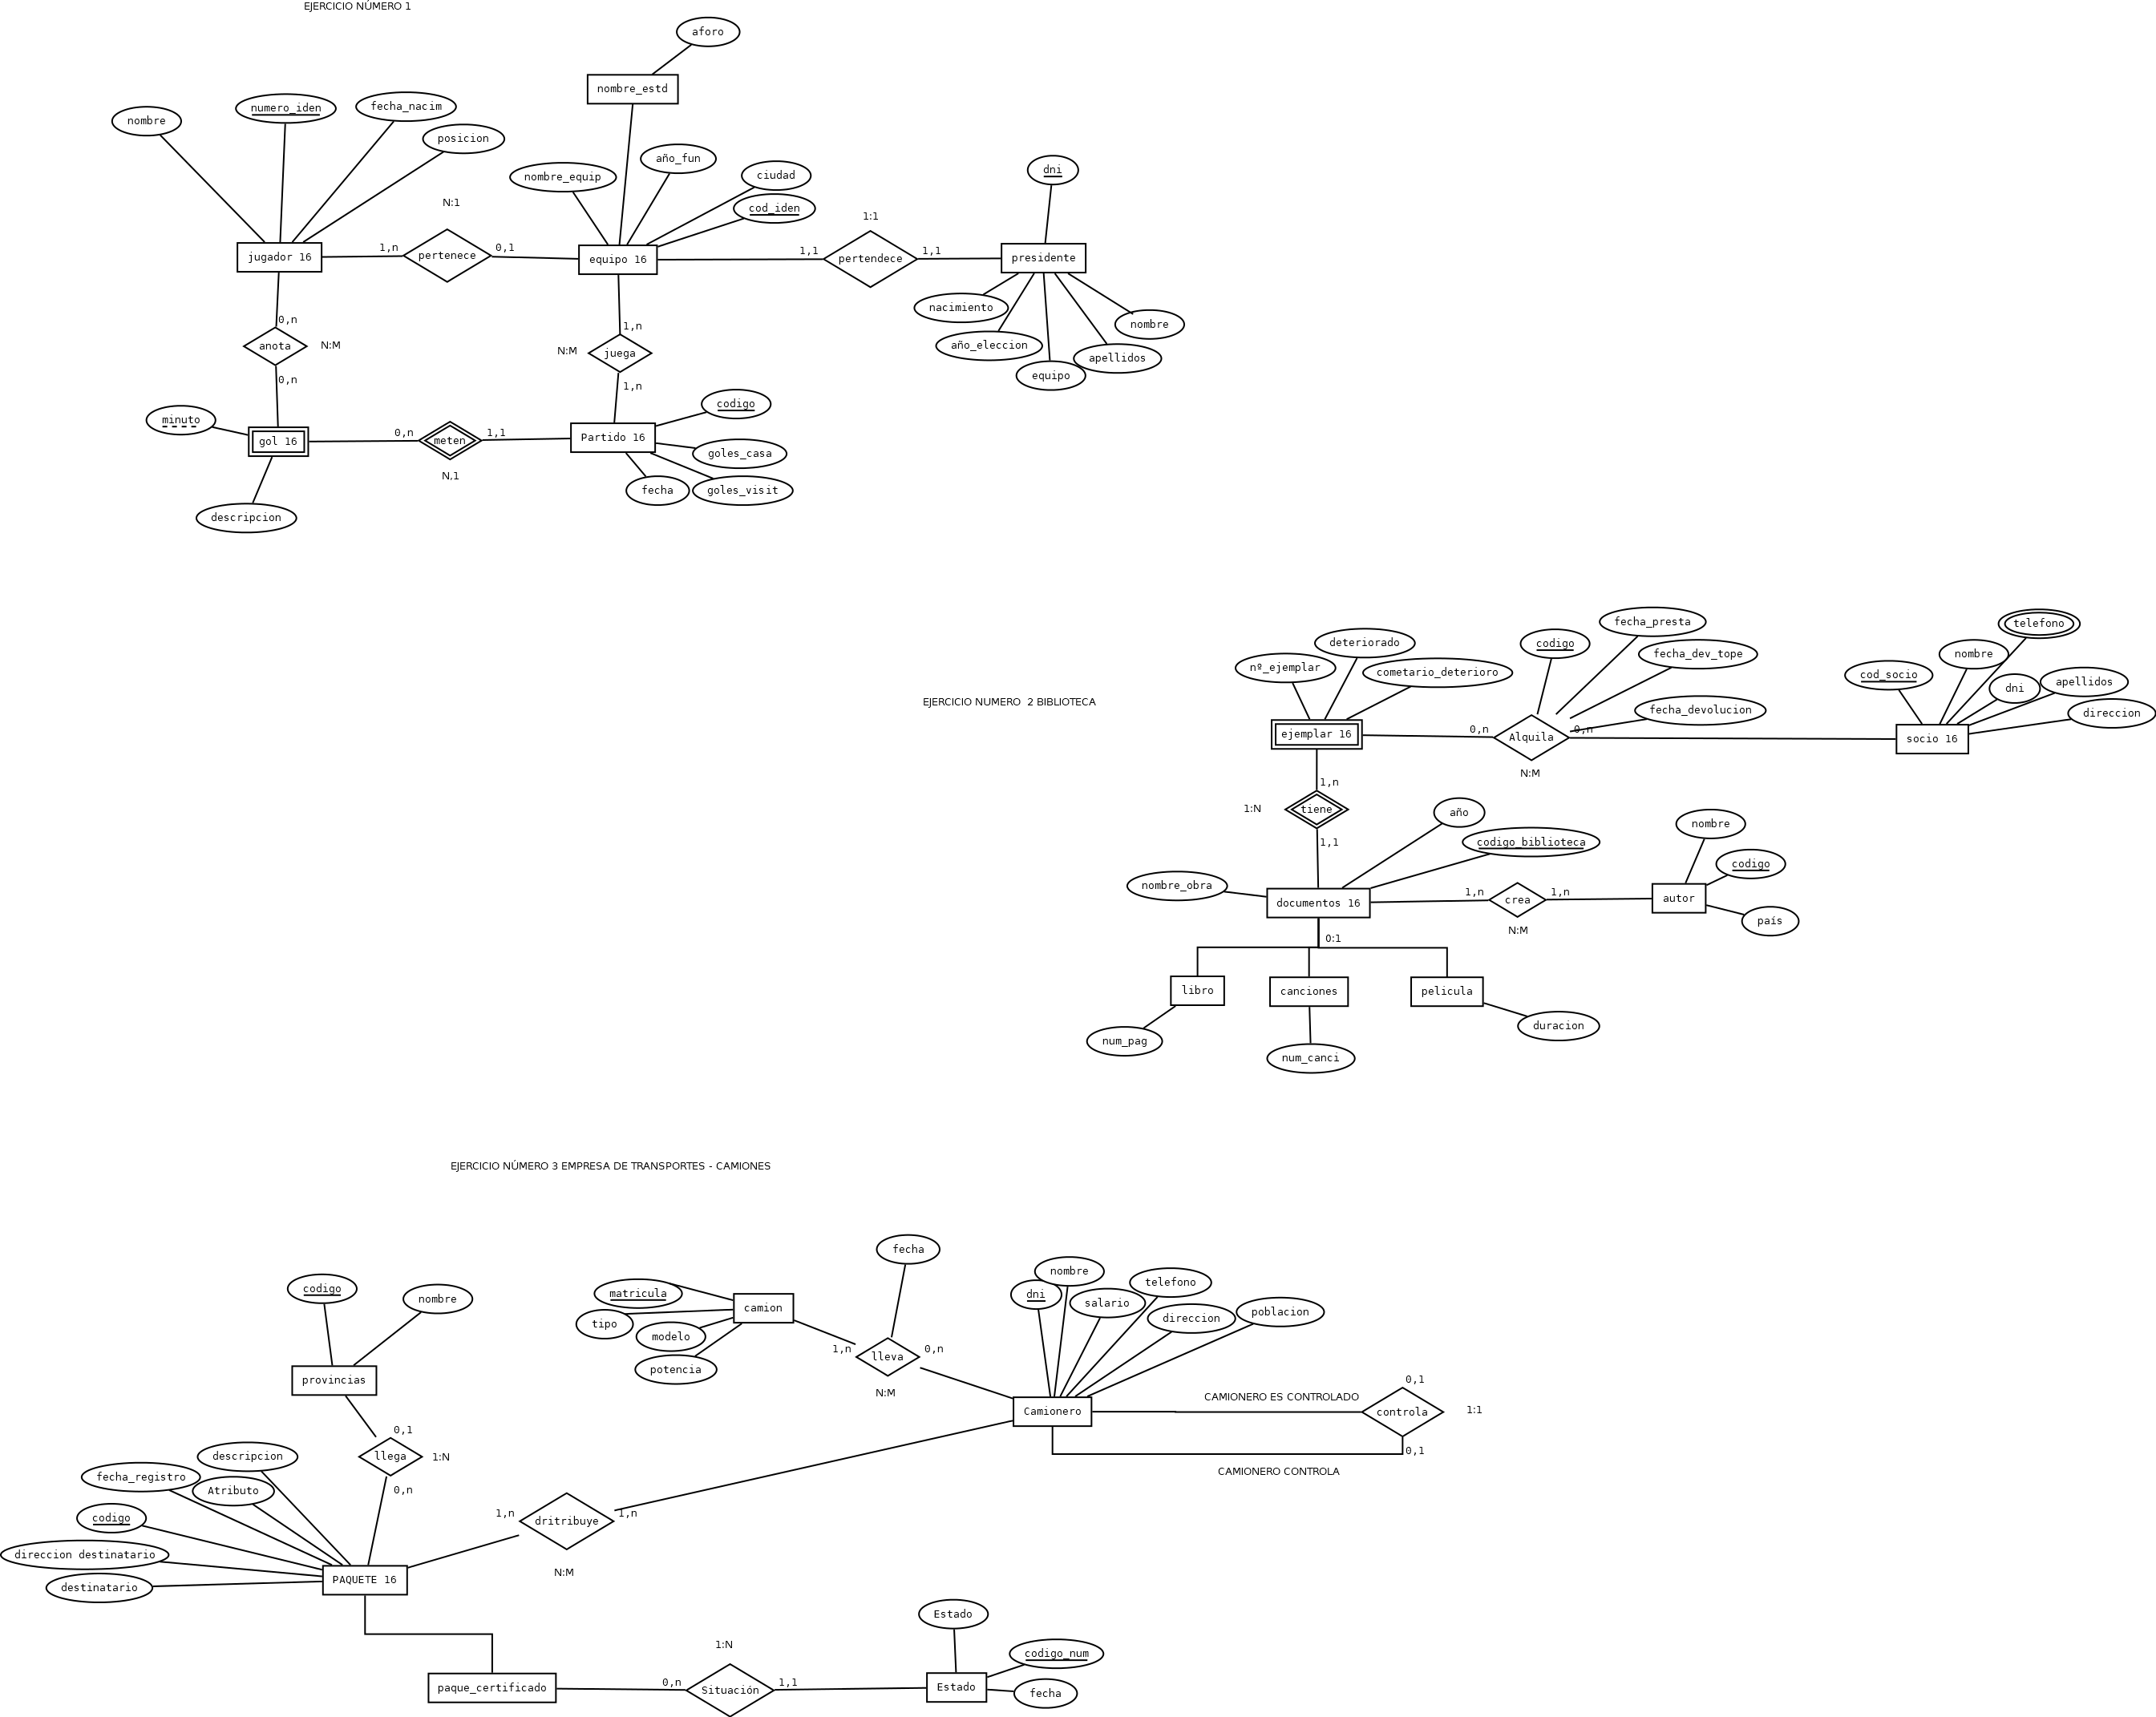 EJERCICIO NÚMERO 1
aforo
nombre_estd
nombre
numero_iden
fecha_nacim
posicion
nombre_equip
año_fun
ciudad
cod_iden
dni
N:1
1:1
jugador 16
1,n
pertenece
0,1
equipo 16
1,1
pertendece
1,1
presidente
nacimiento
año_eleccion
equipo
apellidos
nombre
0,n
anota
N:M
0,n
1,n
N:M
juega
1,n
minuto
gol 16
0,n
meten
1,1
N,1
Partido 16
codigo
goles_casa
goles_visit
fecha
descripcion
EJERCICIO NUMERO  2 BIBLIOTECA
nº_ejemplar
deteriorado
cometario_deterioro
codigo
fecha_presta
fecha_dev_tope
fecha_devolucion
cod_socio
nombre
telefono
dni
apellidos
direccion
ejemplar 16
0,n
Alquila
0,n
socio 16
N:M
1,n
1:N
tiene
1,1
año
codigo_biblioteca
nombre_obra
documentos 16
1,n
crea
1,n
N:M
autor
nombre
codigo
país
0:1
libro
canciones
pelicula
num_pag
num_canci
duracion
EJERCICIO NÚMERO 3 EMPRESA DE TRANSPORTES - CAMIONES
codigo
nombre
provincias
matricula
tipo
modelo
potencia
camion
fecha
1,n
lleva
0,n
N:M
dni
nombre
salario
telefono
direccion
poblacion
Camionero
CAMIONERO ES CONTROLADO
0,1
controla
1:1
0,1
CAMIONERO CONTROLA
0,1
llega
1:N
0,n
descripcion
fecha_registro
Atributo
codigo
direccion destinatario
destinatario
PAQUETE 16
1,n
dritribuye
1,n
N:M
paque_certificado
0,n
1:N
Situación
1,1
Estado
Estado
codigo_num
fecha